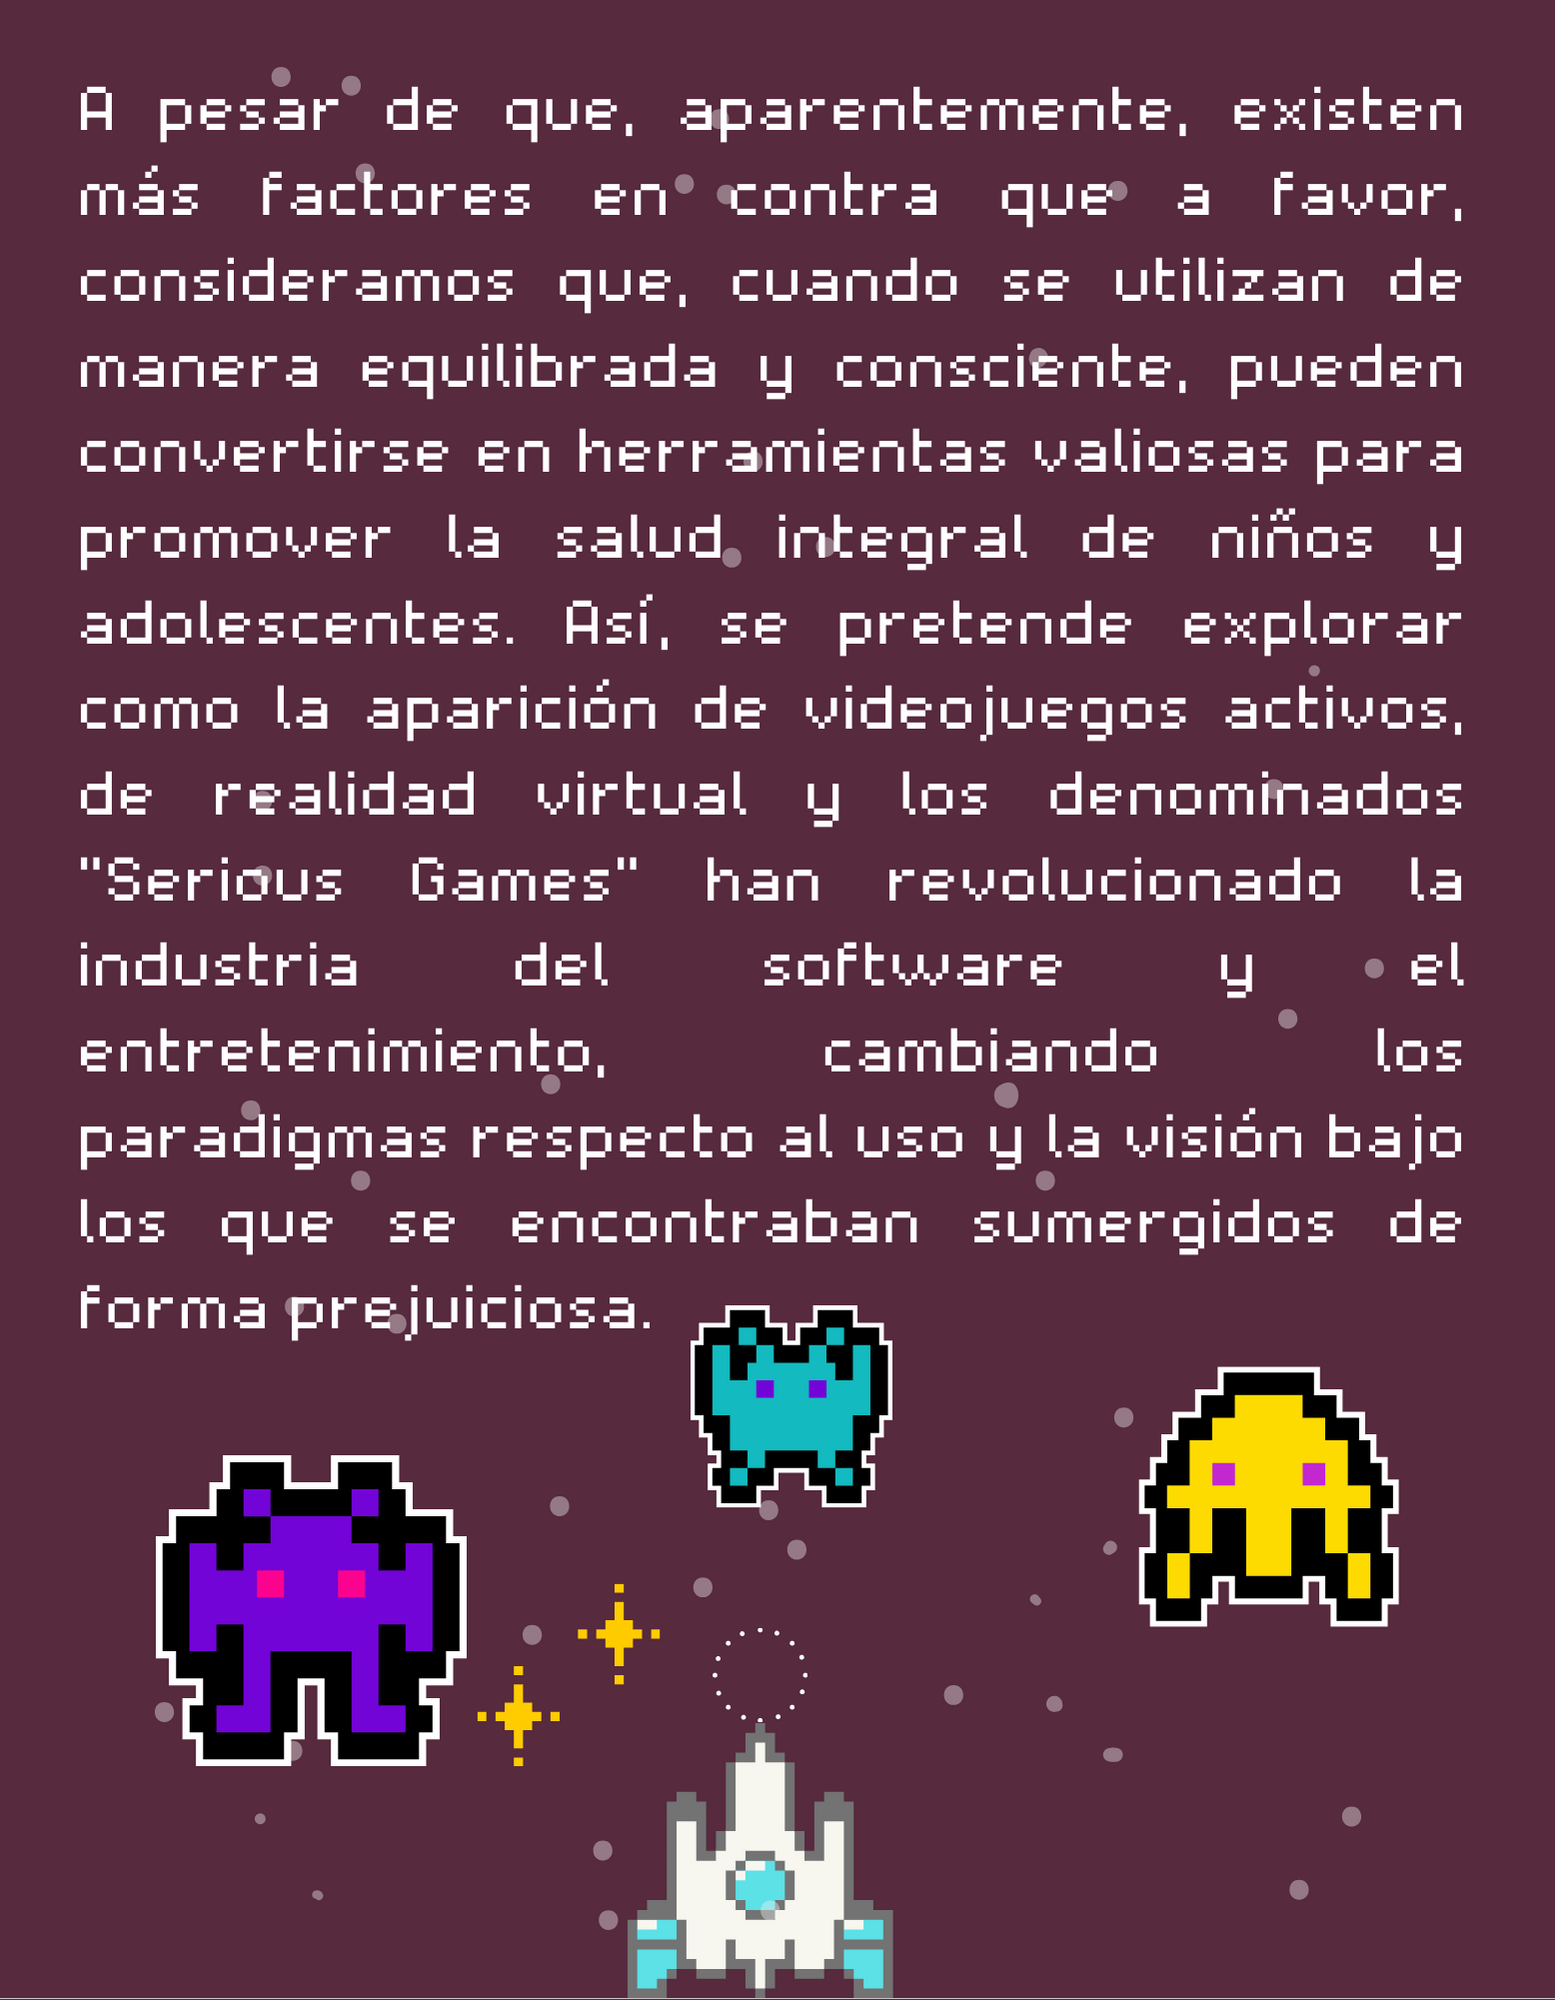 A pesar de que, aparentemente, existen
más factores en contra que a favor,
consideramos que, cuando se utilizan de
manera equilibrada y consciente, pueden
convertirse en herramientas valiosas para
promover la salud integral de niños y
adolescentes. Así, se pretende explorar
como la aparición de videojuegos activos,
de realidad virtual y los denominados
"Serious Games" han revolucionado la
industria del software y el
entretenimiento, cambiando los
paradigmas respecto al uso y la visión bajo
los que se encontraban sumergidos de
forma prejuiciosa.